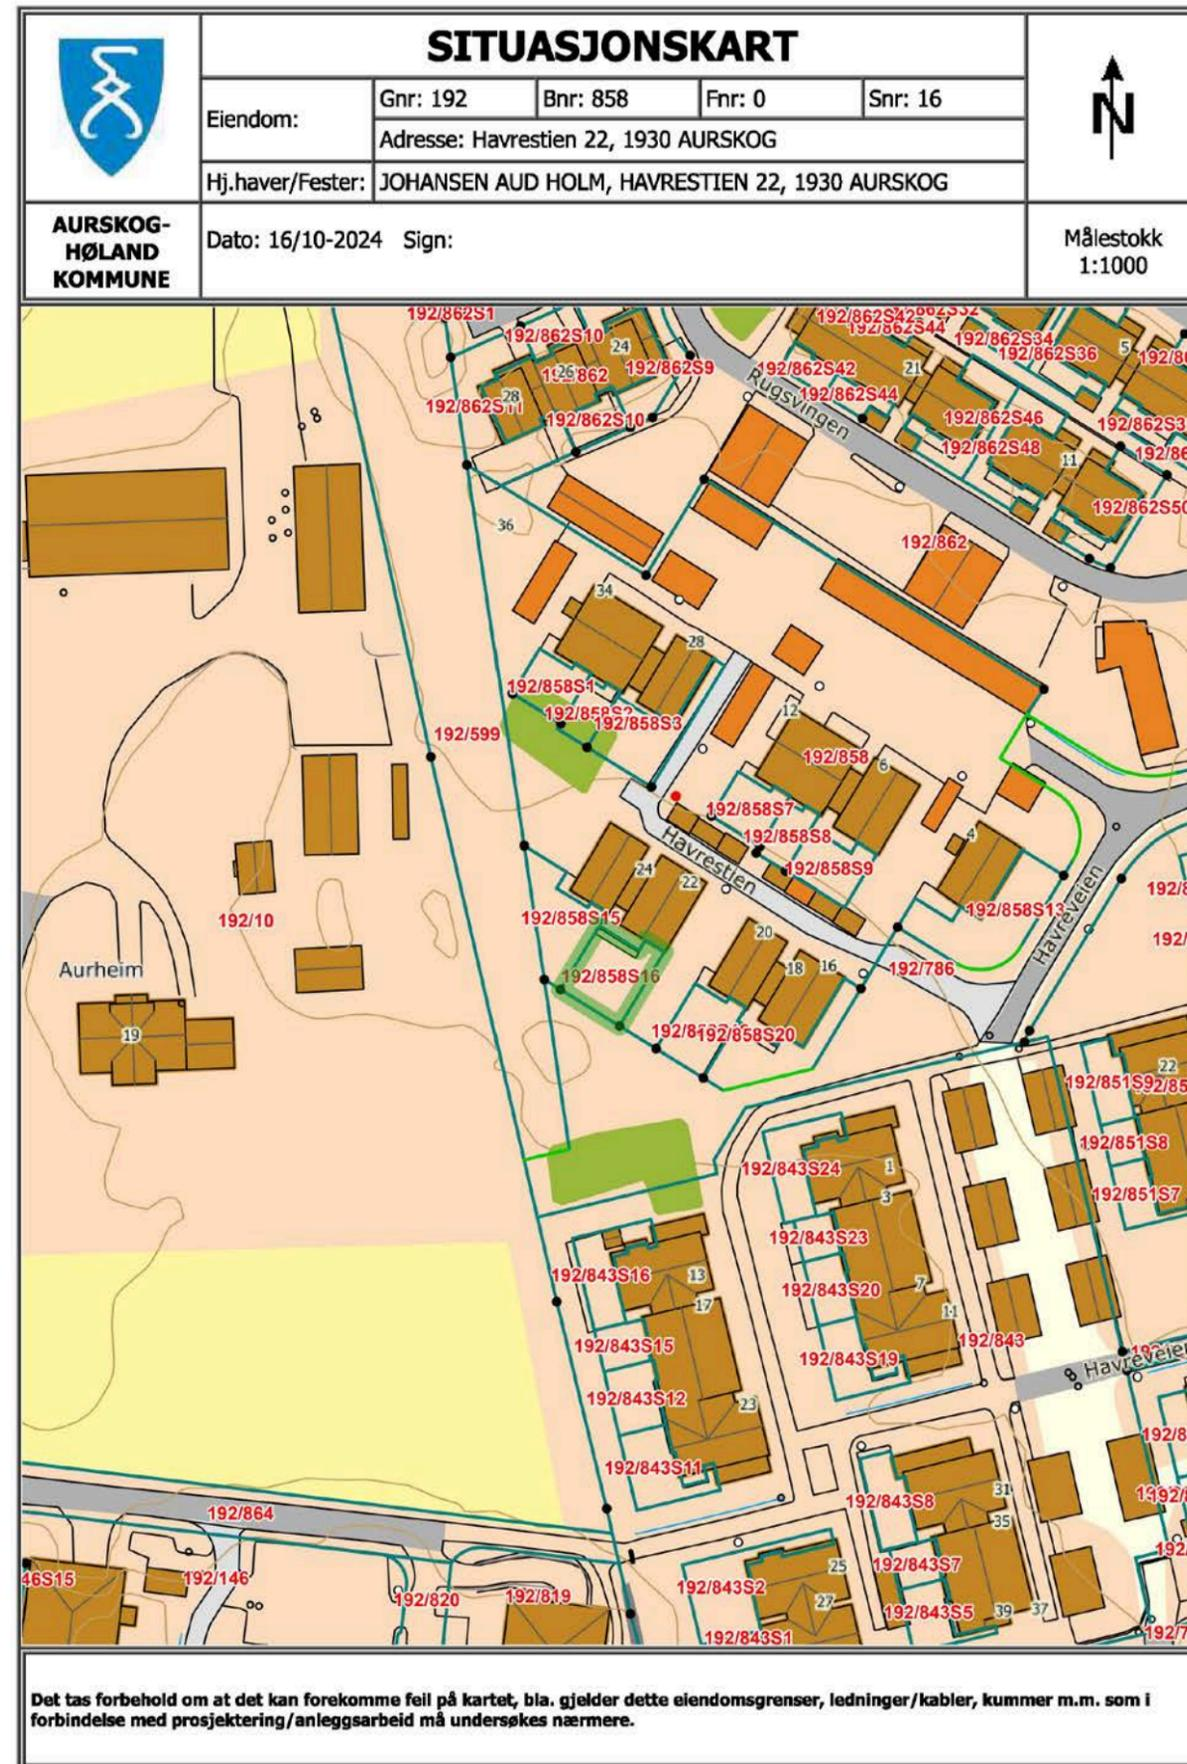 SITUASJONSKART
Eiendom:
Gnr: 192
Bnr: 858
Fnr: 0
Snr: 16
Adresse: Havrestien 22, 1930 AURSKOG
Hj.haver/Fester:
JOHANSEN AUD HOLM, HAVRESTIEN 22, 1930 AURSKOG
N
AURSKOG-
HØLAND
KOMMUNE
Dato: 16/10-2024 Sign:
Målestokk
1:1000
192/862S1
192/862S10
24
26
192/862
192/862S9
28
192/862S11
192/862S10
192/862S42
192/862S44
192/862S32
192/862S34
192/862S36
5
192/862S42
192/862S44
21
Rugsvingen
192/862S46
192/862S48
11
192/862S50
36
192/862
34
28
192/858S1
192/858S2
192/858S3
192/599
12
192/858
6
192/858S7
192/858S8
192/858S9
Havrestien
4
24
22
192/858S13
Havreveien
192/10
192/858S15
Aurheim
20
18
16
192/786
192/858S16
192/858S20
19
22
192/851S9
192/851S8
192/851S7
192/843S24
1
3
192/843S23
192/843S16
13
17
192/843S20
7
11
192/843S15
192/843S19
192/843
Havreveien
192/843S12
23
192/843S11
192/843S8
31
35
192/864
46S15
192/146
192/820
192/819
192/843S2
25
27
192/843S7
192/843S5
39
37
192/843S1
Det tas forbehold om at det kan forekomme feil på kartet, bla. gjelder dette eiendomsgrenser, ledninger/kabler, kummer m.m. som i
forbindelse med prosjektering/anleggsarbeid må undersøkes nærmere.